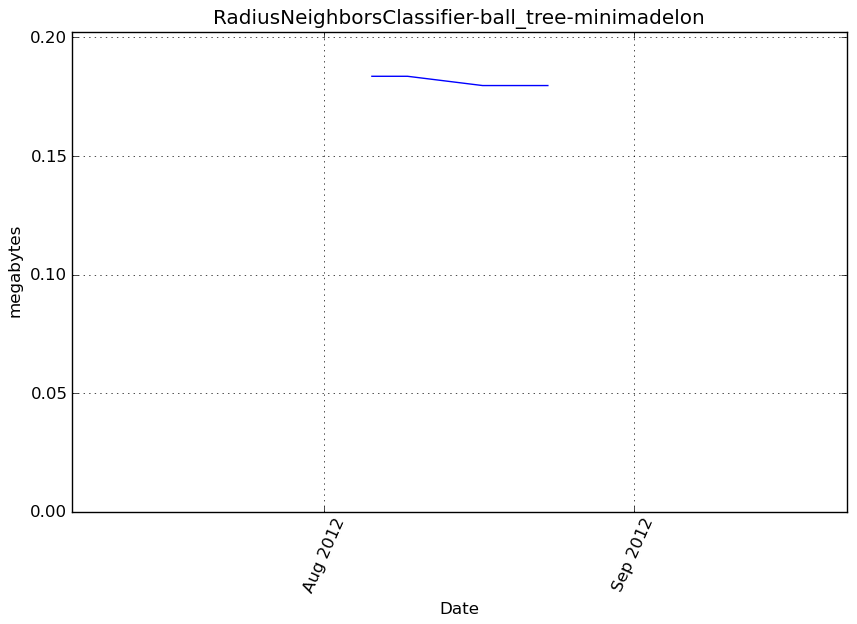 RadiusNeighborsClassifier-ball_tree-minimadelon
0.20
0.15
0.10
0.05
0.00
megabytes
Aug 2012
Sep 2012
Date